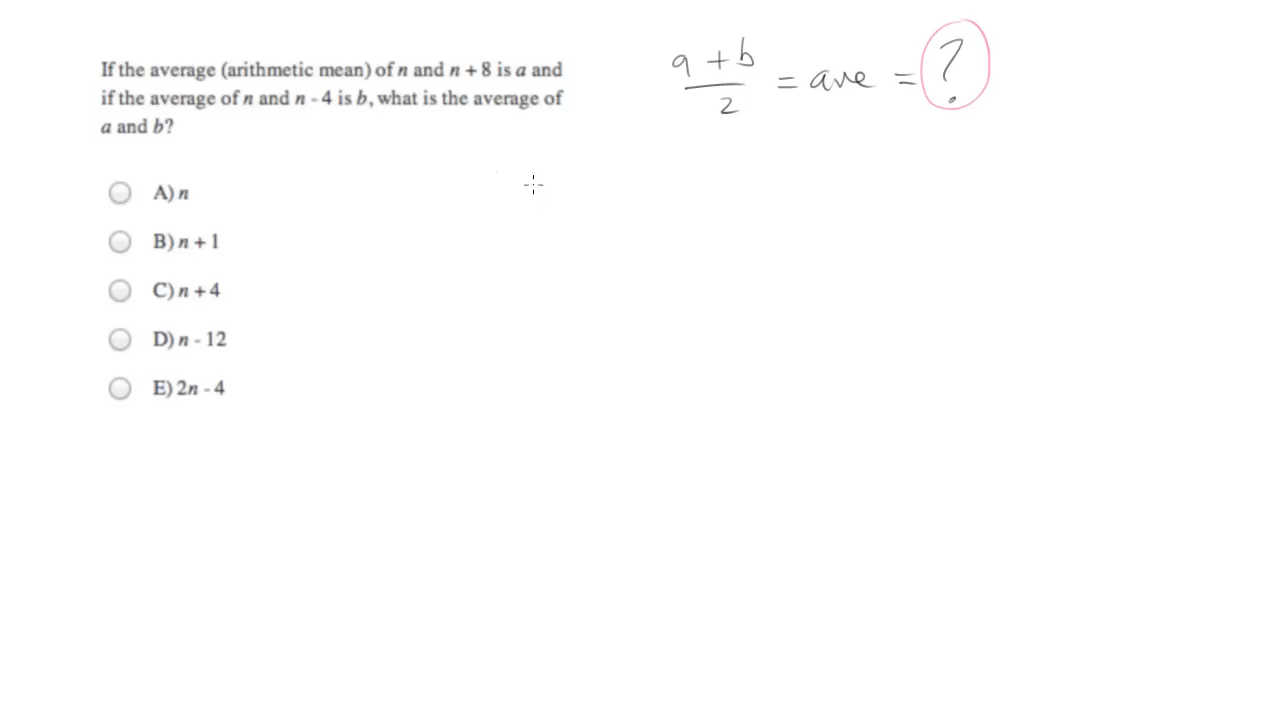 If the average (arithmetic mean) of n and n + 8 is a and
if the average of n and n - 4 is b, what is the average of
a and b?
A) n
B) n + 1
C) n + 4
D) n - 12
E) 2n - 4
a + b
2
= ave = ?